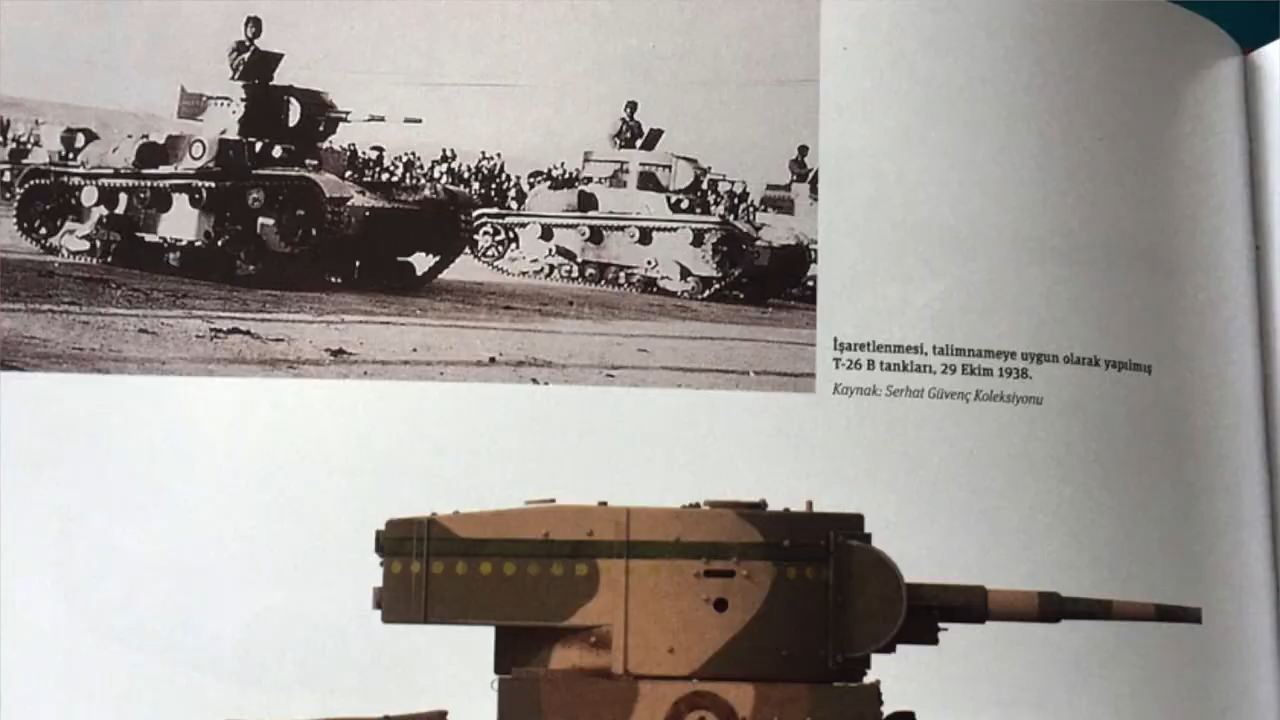 İşaretlenmesi, talimnameye uygun olarak yapılmış
T-26 B tankları, 29 Ekim 1938.
Kaynak: Serhat Güvenç Koleksiyonu